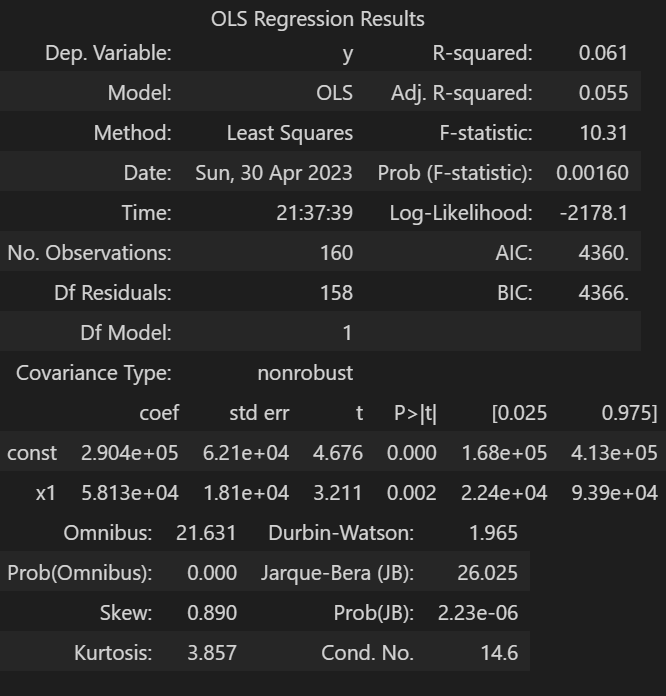 OLS Regression Results
Dep. Variable: y R-squared: 0.061
Model: OLS Adj. R-squared: 0.055
Method: Least Squares F-statistic: 10.31
Date: Sun, 30 Apr 2023 Prob (F-statistic): 0.00160
Time: 21:37:39 Log-Likelihood: -2178.1
No. Observations: 160 AIC: 4360.
Df Residuals: 158 BIC: 4366.
Df Model: 1
Covariance Type: nonrobust
coef std err t P>|t| [0.025 0.975]
const 2.904e+05 6.21e+04 4.676 0.000 1.68e+05 4.13e+05
x1 5.813e+04 1.81e+04 3.211 0.002 2.24e+04 9.39e+04
Omnibus: 21.631 Durbin-Watson: 1.965
Prob(Omnibus): 0.000 Jarque-Bera (JB): 26.025
Skew: 0.890 Prob(JB): 2.23e-06
Kurtosis: 3.857 Cond. No. 14.6